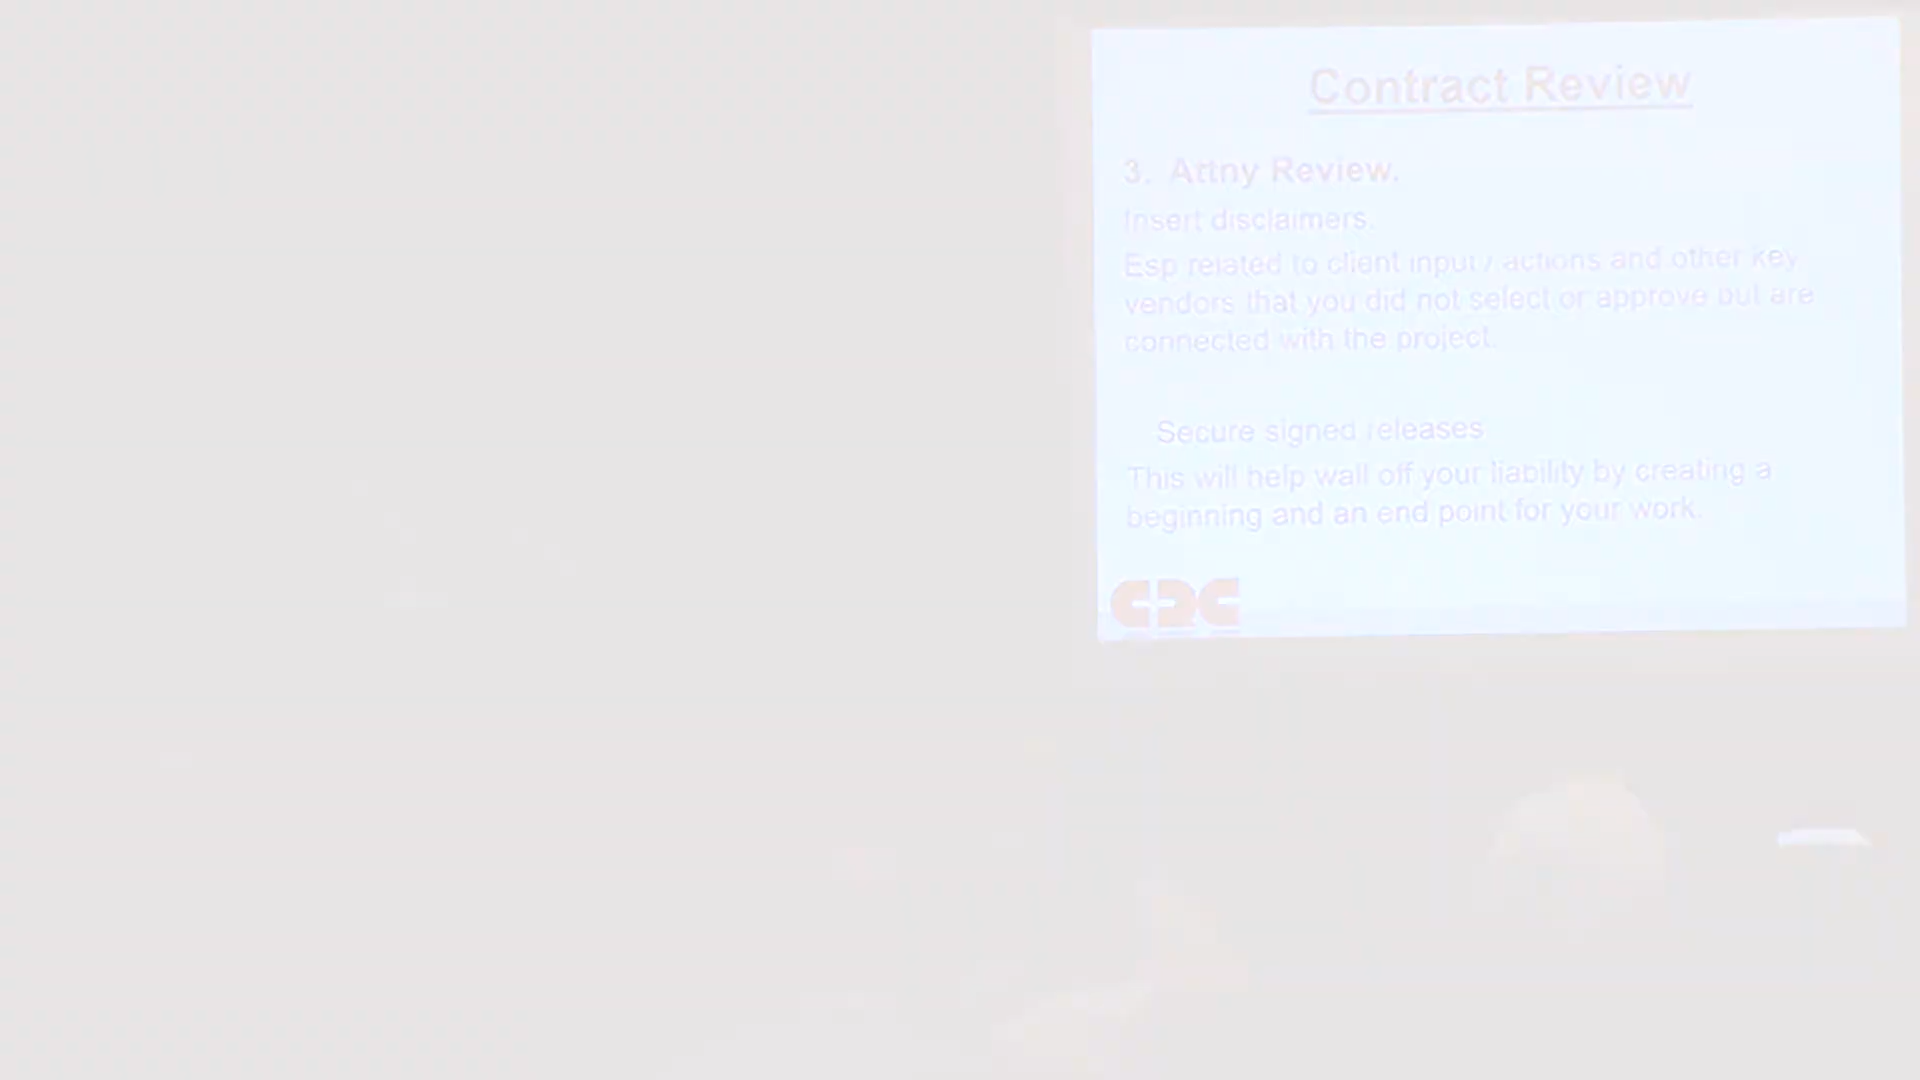 Contract Review
3. Attny Review.
Insert disclaimers.
Esp related to client input / actions and other key
vendors that you did not select or approve but are
connected with the project.
Secure signed releases
This will help wall off your liability by creating a
beginning and an end point for your work.